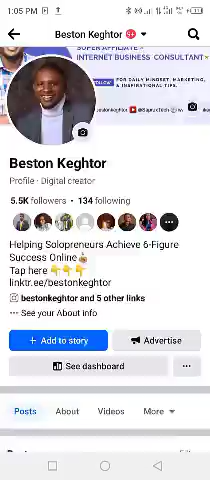 1:05 PM
Beston Keghtor 9+
SUPER AFFILIATE
INTERNET BUSINESS CONSULTANT
FOLLOW
FOR DAILY MINDSET, MARKETING,
& INSPIRATIONAL TIPS.
Beston Keghtor
Profile · Digital creator
5.5K followers • 134 following
Helping Solopreneurs Achieve 6-Figure
Success Online💰
Tap here 👇👇👇
linktr.ee/bestonkeghtor
bestonkeghtor and 5 other links
••• See your About info
+ Add to story
Advertise
See dashboard
•••
Posts
About
Videos
More